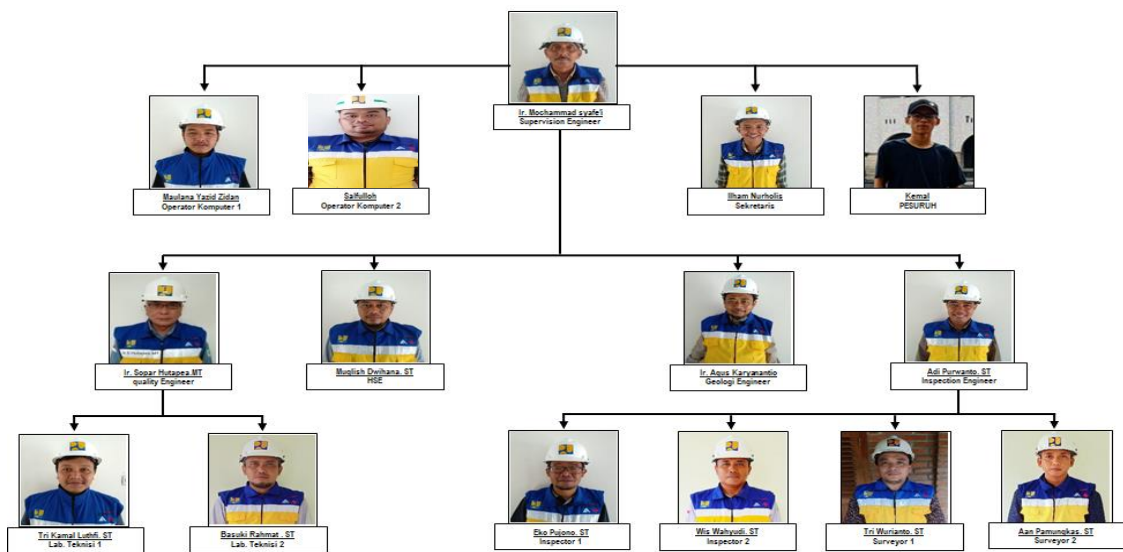 Ir. Mochammad syafe'i
Supervision Engineer
Maulana Yazid Zidan
Operator Komputer 1
Saifulloh
Operator Komputer 2
Ilham Nurholis
Sekretaris
Kemal
PESURUH
Ir. Sopar Hutapea.MT
quality Engineer
Muqlish Dwihana. ST
HSE
Ir. Agus Karyanantio
Geologi Engineer
Adi Purwanto. ST
Inspection Engineer
Tri Kamal Luthfi. ST
Lab. Teknisi 1
Basuki Rahmat . ST
Lab. Teknisi 2
Eko Pujono. ST
Inspector 1
Wis Wahyudi. ST
Inspector 2
Tri Wurianto. ST
Surveyor 1
Aan Pamungkas. ST
Surveyor 2